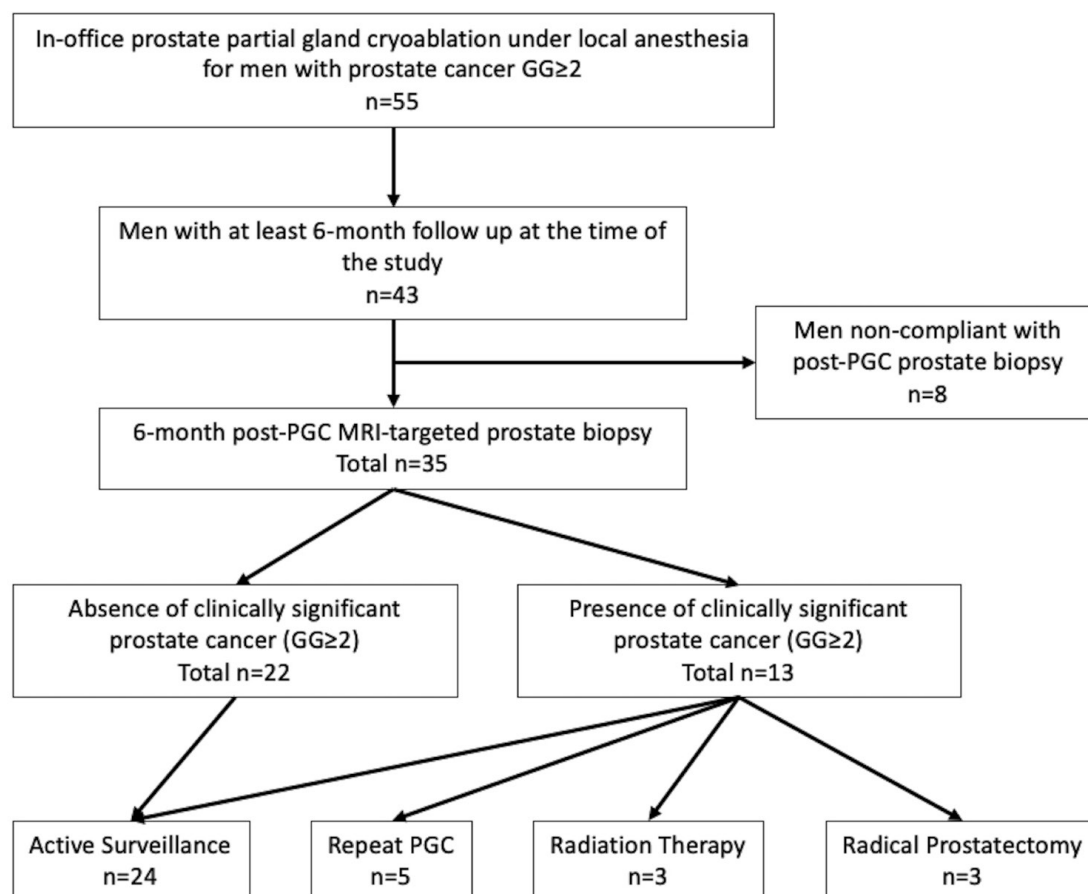 In-office prostate partial gland cryoablation under local anesthesia
for men with prostate cancer GG≥2
n=55
Men with at least 6-month follow up at the time of
the study
n=43
Men non-compliant with
post-PGC prostate biopsy
n=8
6-month post-PGC MRI-targeted prostate biopsy
Total n=35
Absence of clinically significant
prostate cancer (GG≥2)
Total n=22
Presence of clinically significant
prostate cancer (GG≥2)
Total n=13
Active Surveillance
n=24
Repeat PGC
n=5
Radiation Therapy
n=3
Radical Prostatectomy
n=3